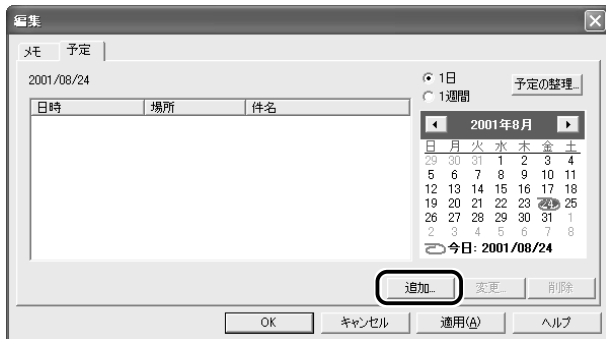 編集
メモ 予定
2001/08/24
1日
1週間
予定の整理...
日時 場所 件名
2001年8月
日 月 火 水 木 金 土
29 30 31 1 2 3 4
5 6 7 8 9 10 11
12 13 14 15 16 17 18
19 20 21 22 23 24 25
26 27 28 29 30 31 1
2 3 4 5 6 7 8
今日: 2001/08/24
追加... 変更... 削除
OK キャンセル 適用(A) ヘルプ